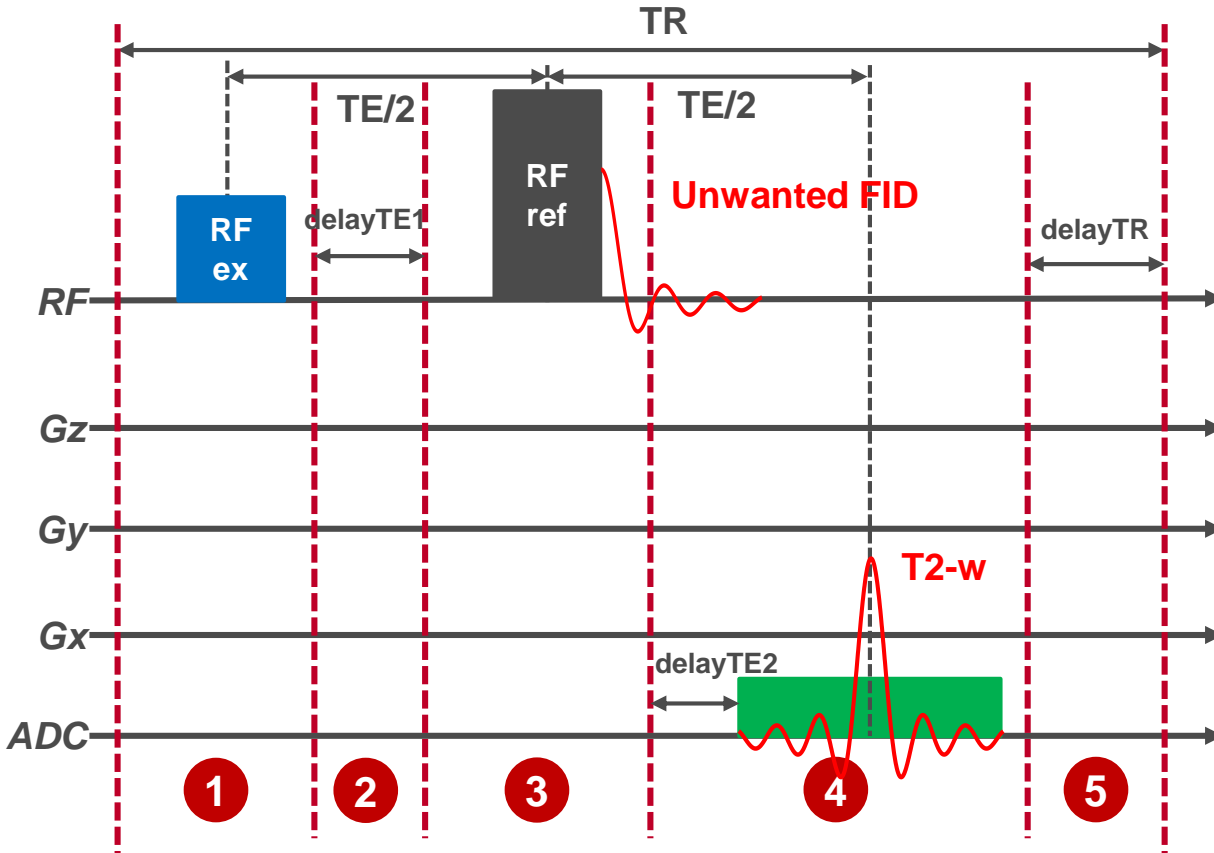 TR
TE/2
TE/2
RF
ref
Unwanted FID
RF
ex
delayTE1
delayTR
RF
Gz
Gy
T2-w
Gx
delayTE2
ADC
1
2
3
4
5